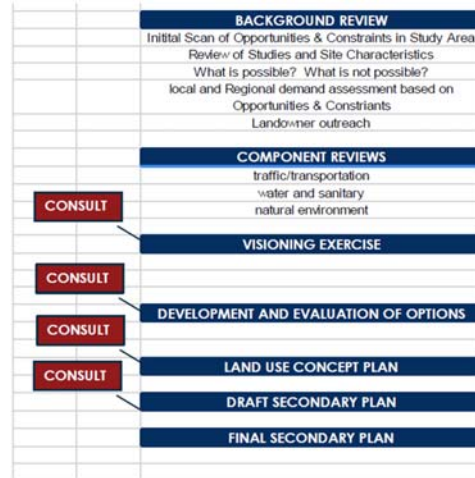 BACKGROUND REVIEW
Initital Scan of Opportunities & Constraints in Study Area
Review of Studies and Site Characteristics
What is possible? What is not possible?
local and Regional demand assessment based on
Opportunities & Constriants
Landowner outreach
COMPONENT REVIEWS
traffic/transportation
water and sanitary
natural environment
CONSULT
VISIONING EXERCISE
CONSULT
DEVELOPMENT AND EVALUATION OF OPTIONS
CONSULT
LAND USE CONCEPT PLAN
CONSULT
DRAFT SECONDARY PLAN
FINAL SECONDARY PLAN